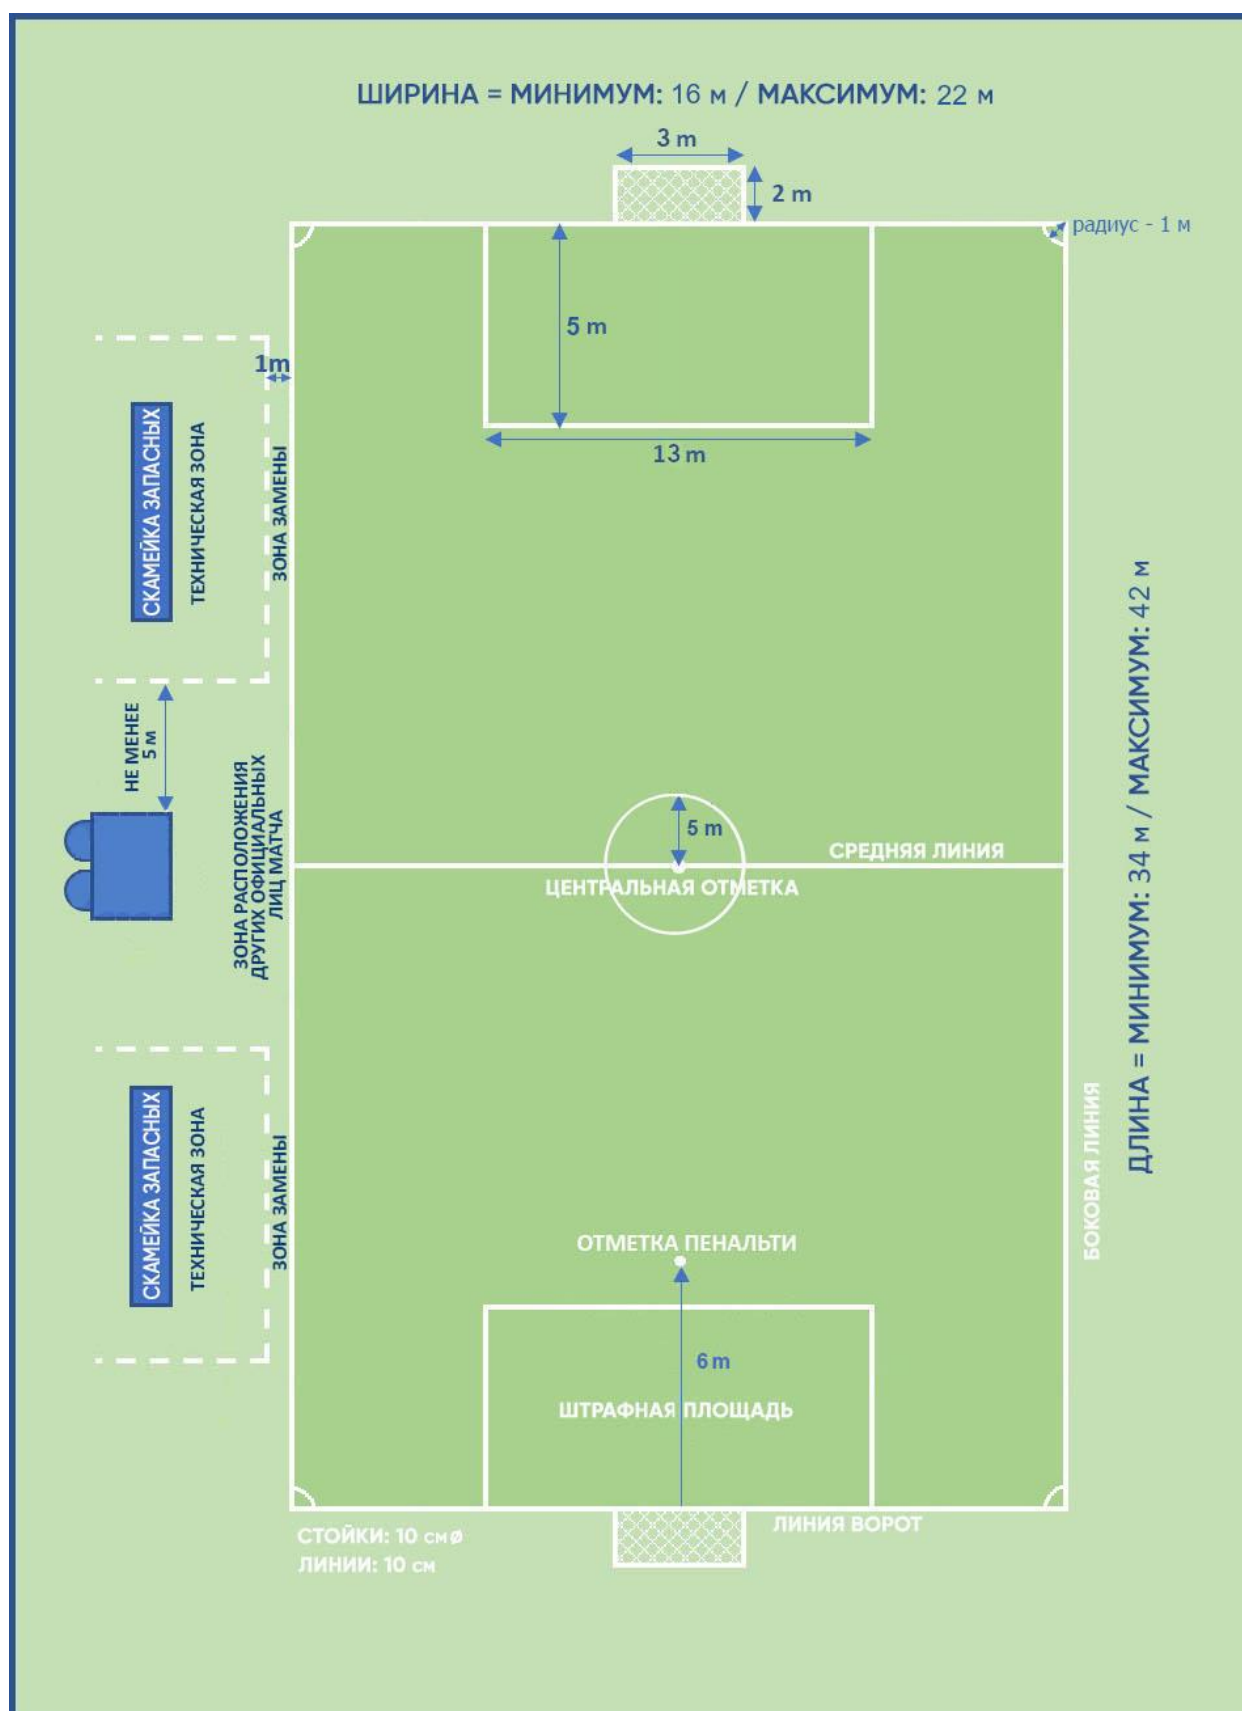 ШИРИНА = МИНИМУМ: 16 м / МАКСИМУМ: 22 м
3 m
2 m
радиус - 1 м
5 m
1m
13 m
СКАМЕЙКА ЗАПАСНЫХ
ТЕХНИЧЕСКАЯ ЗОНА
ЗОНА ЗАМЕНЫ
ДЛИНА = МИНИМУМ: 34 м / МАКСИМУМ: 42 м
НЕ МЕНЕЕ
5 м
ЗОНА РАСПОЛОЖЕНИЯ
ДРУГИХ ОФИЦИАЛЬНЫХ
ЛИЦ МАТЧА
5 m
СРЕДНЯЯ ЛИНИЯ
ЦЕНТРАЛЬНАЯ ОТМЕТКА
СКАМЕЙКА ЗАПАСНЫХ
ТЕХНИЧЕСКАЯ ЗОНА
ЗОНА ЗАМЕНЫ
БОКОВАЯ ЛИНИЯ
ОТМЕТКА ПЕНАЛЬТИ
6 m
ШТРАФНАЯ ПЛОЩАДЬ
ЛИНИЯ ВОРОТ
СТОЙКИ: 10 см ø
ЛИНИИ: 10 см